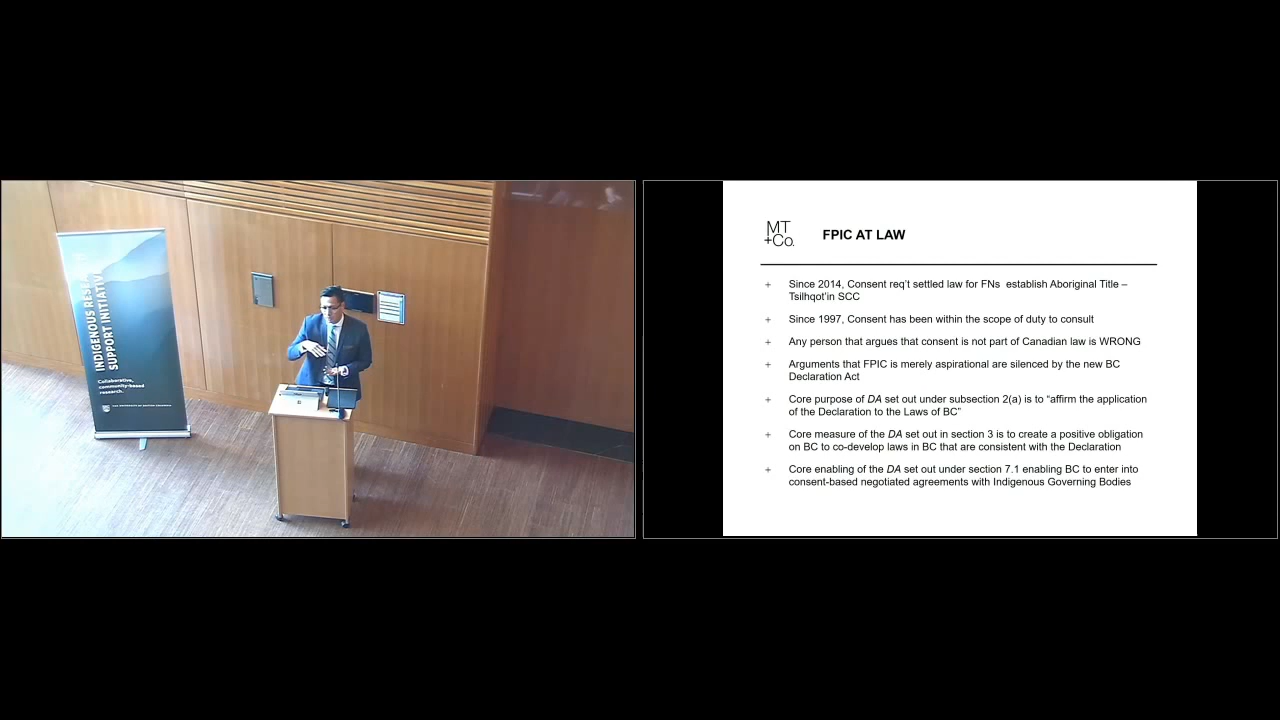 INDIGENOUS RESEA
SUPPORT INITIATIV
Collaborative,
community-based
research.
THE UNIVERSITY OF BRITISH COLUMBIA
MT
+Co.
FPIC AT LAW
+ Since 2014, Consent req't settled law for FNs establish Aboriginal Title –
Tsilhqot'in SCC
+ Since 1997, Consent has been within the scope of duty to consult
+ Any person that argues that consent is not part of Canadian law is WRONG
+ Arguments that FPIC is merely aspirational are silenced by the new BC
Declaration Act
+ Core purpose of DA set out under subsection 2(a) is to “affirm the application
of the Declaration to the Laws of BC”
+ Core measure of the DA set out in section 3 is to create a positive obligation
on BC to co-develop laws in BC that are consistent with the Declaration
+ Core enabling of the DA set out under section 7.1 enabling BC to enter into
consent-based negotiated agreements with Indigenous Governing Bodies